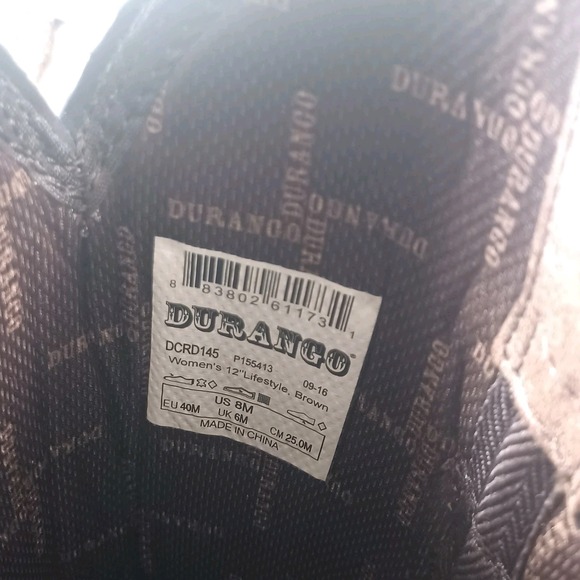 DURANGO
DURANGO
DURANGO
DURANGO
DURANGO
8 83802 61173 1
DURANGO
DCRD145 P155413 09-16
Women's 12"Lifestyle, Brown
EU 40M US 8M UK 6M CM 25.0M
MADE IN CHINA